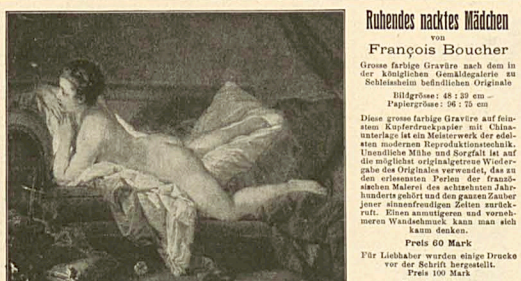 Ruhendes nacktes Mädchen
von
François Boucher
Grosse farbige Gravüre nach dem in
der königlichen Gemäldegalerie zu
Schleissheim befindlichen Originale
Bildgrösse: 48 : 39 cm –
Papiergrösse: 96 : 75 cm
Diese grosse farbige Gravüre auf fein-
stem Kupferdruckpapier mit China-
unterlage ist ein Meisterwerk der edel-
sten modernen Reproduktionstechnik.
Unendliche Mühe und Sorgfalt ist auf
die möglichst originalgetreue Wieder-
gabe des Originales verwendet, das zu
den erlesensten Perlen der franzö-
sischen Malerei des achtzehnten Jahr-
hunderts gehört und den ganzen Zauber
jener sinnenfreudigen Zeiten zurück-
ruft. Einen anmutigeren und vorneh-
meren Wandschmuck kann man sich
kaum denken.
Preis 60 Mark
Für Liebhaber wurden einige Drucke
vor der Schrift hergestellt.
Preis 100 Mark